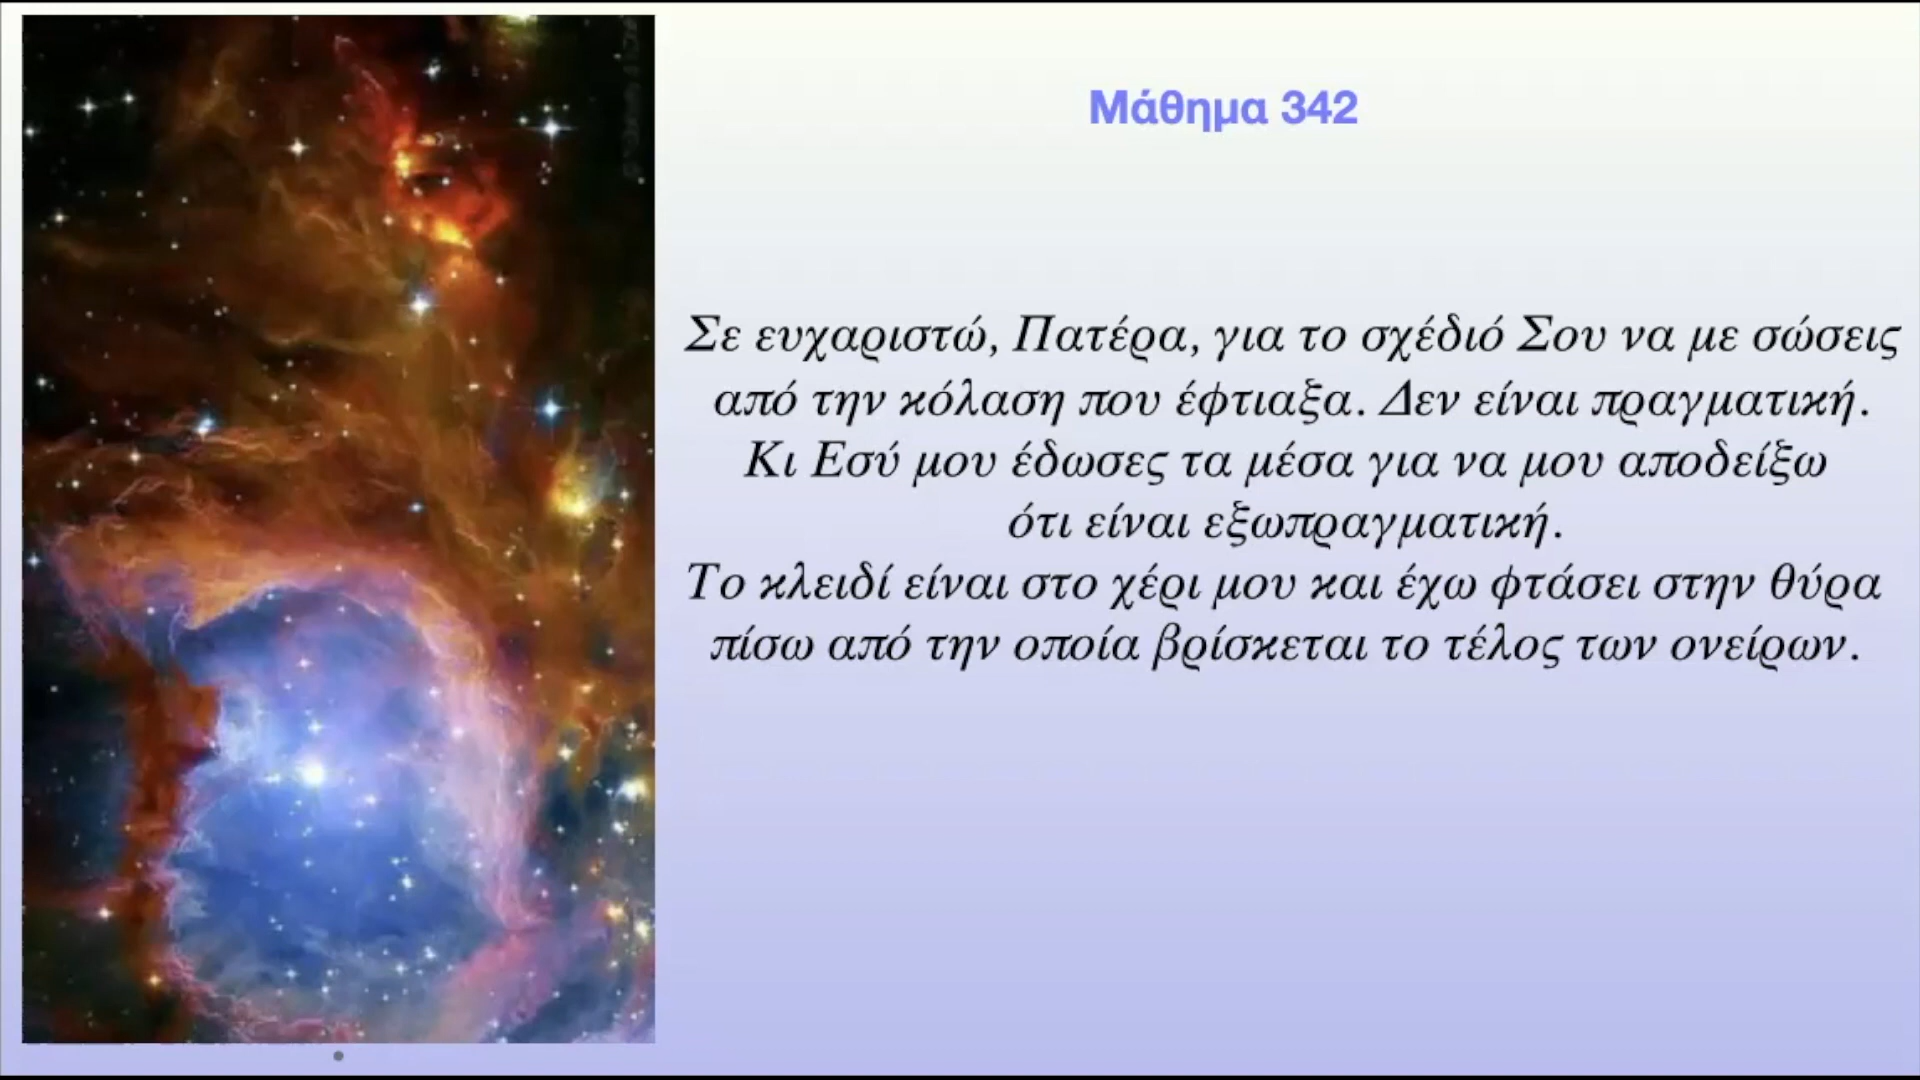 Μάθημα 342
Σε ευχαριστώ, Πατέρα, για το σχέδιό Σου να με σώσεις
από την κόλαση που έφτιαξα. Δεν είναι πραγματική.
Κι Εσύ μου έδωσες τα μέσα για να μου αποδείξω
ότι είναι εξωπραγματική.
Το κλειδί είναι στο χέρι μου και έχω φτάσει στην θύρα
πίσω από την οποία βρίσκεται το τέλος των ονείρων.